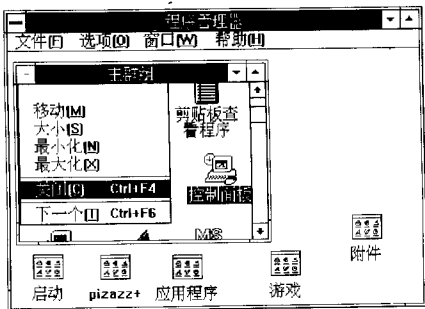 程序管理器
文件[F] 选项[O] 窗口[W] 帮助[H]
主群组
移动[M]
大小[S]
最小化[N]
最大化[X]
关闭[C] Ctrl+F4
下一个[T] Ctrl+F6
剪贴板查
看程序
控制面板
MS
附件
启动
pizazz+
应用程序
游戏